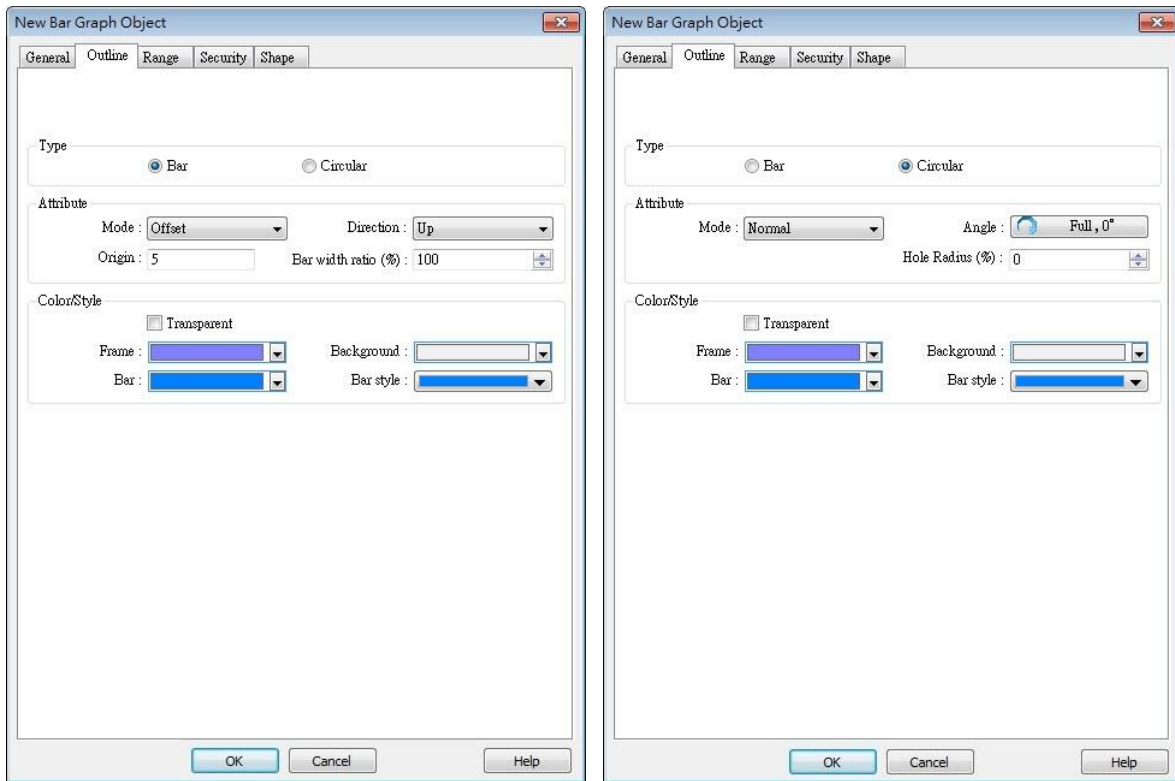 New Bar Graph Object
General Outline Range Security Shape
Type
Bar Circular
Attribute
Mode : Offset Direction : Up
Origin : 5 Bar width ratio (%) : 100
Color/Style
Transparent
Frame : Background :
Bar : Bar style :
OK Cancel Help
New Bar Graph Object
General Outline Range Security Shape
Type
Bar Circular
Attribute
Mode : Normal Angle : Full , 0°
Hole Radius (%) : 0
Color/Style
Transparent
Frame : Background :
Bar : Bar style :
OK Cancel Help